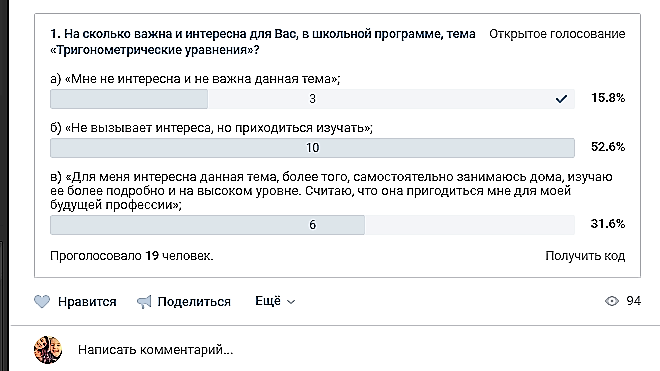 1. На сколько важна и интересна для Вас, в школьной программе, тема Открытое голосование
«Тригонометрические уравнения»?
а) «Мне не интересна и не важна данная тема»;
3 15.8%
б) «Не вызывает интереса, но приходиться изучать»;
10 52.6%
в) «Для меня интересна данная тема, более того, самостоятельно занимаюсь дома, изучаю
ее более подробно и на высоком уровне. Считаю, что она пригодиться мне для моей
будущей профессии»;
6 31.6%
Проголосовало 19 человек. Получить код
Нравится Поделиться Ещё 94
Написать комментарий...